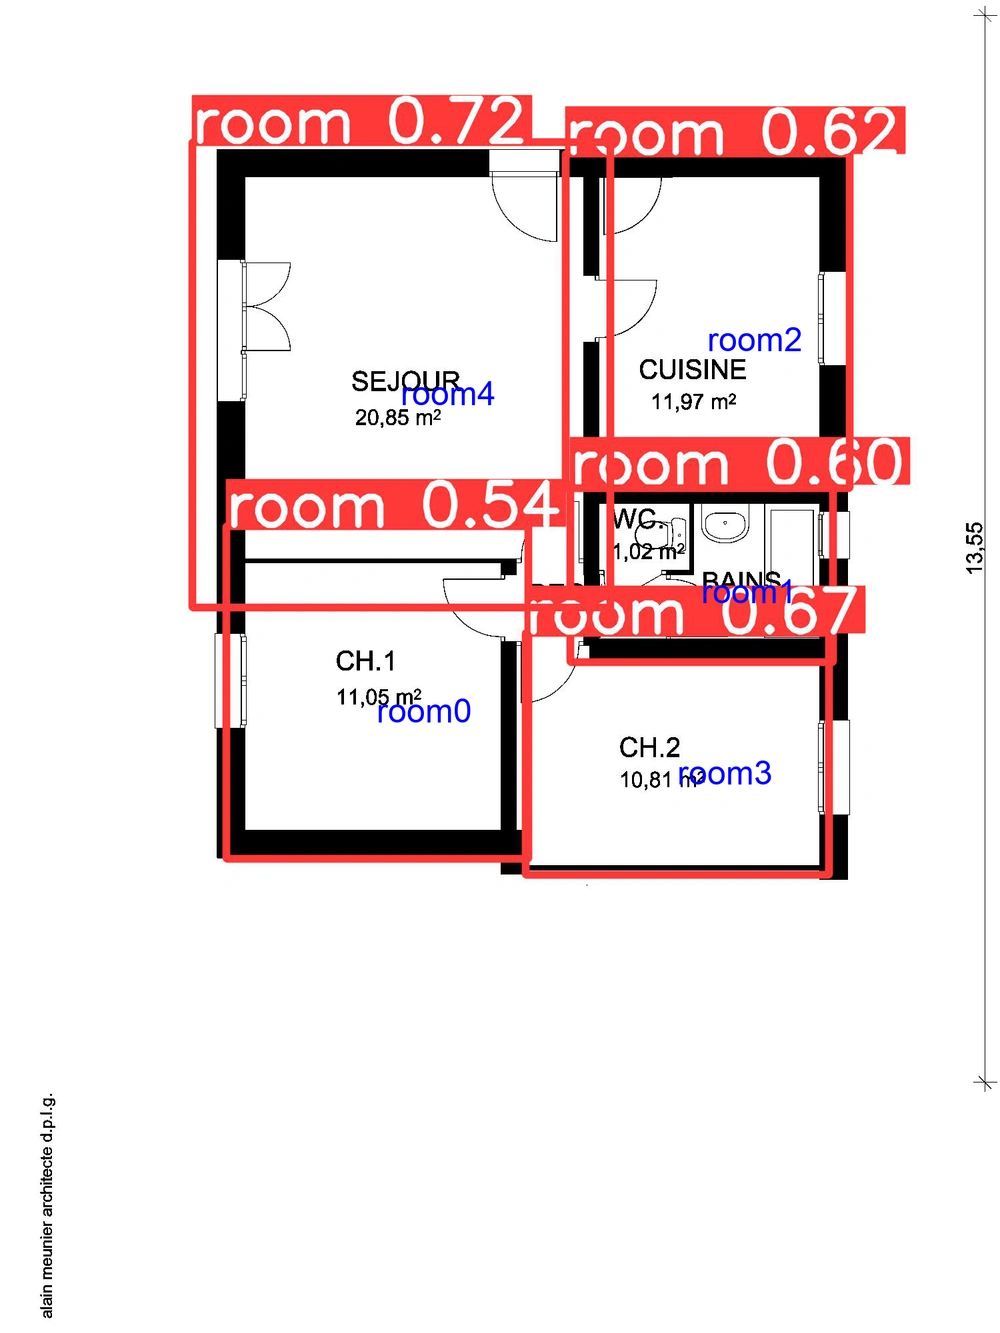 room 0.72
room 0.62
room2
SEJOUR
room4
20,85 m²
CUISINE
11,97 m²
room 0.60
room 0.54
WC.
1,02 m²
BAINS
room1
room 0.67
13,55
CH.1
11,05 m²
room0
CH.2
10,81 m²
room3
alain meunier architecte d.p.l.g.